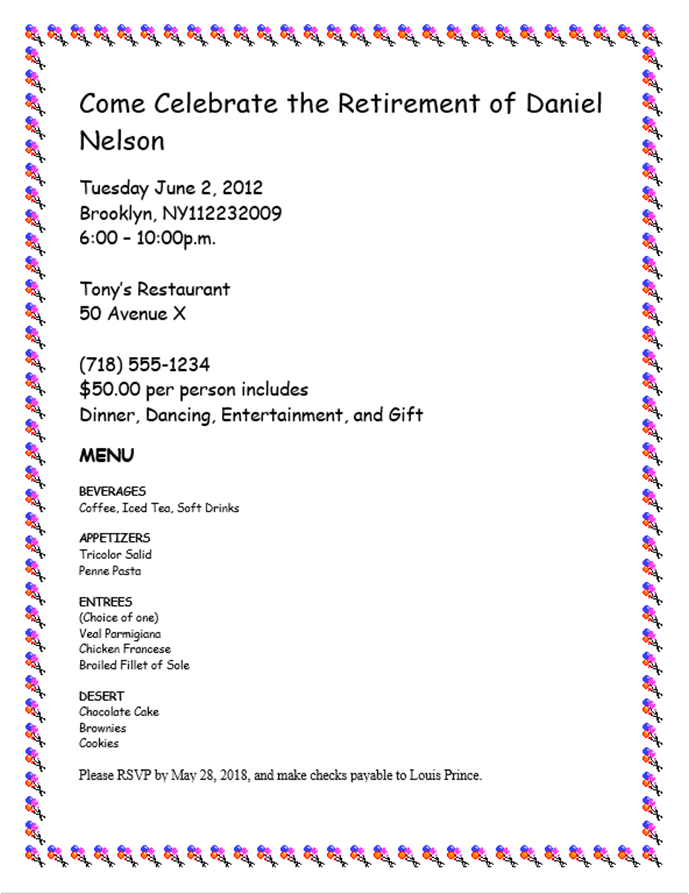 Come Celebrate the Retirement of Daniel
Nelson
Tuesday June 2, 2012
Brooklyn, NY112232009
6:00 – 10:00p.m.
Tony's Restaurant
50 Avenue X
(718) 555-1234
$50.00 per person includes
Dinner, Dancing, Entertainment, and Gift
MENU
BEVERAGES
Coffee, Iced Tea, Soft Drinks
APPETIZERS
Tricolor Salid
Penne Pasta
ENTREES
(Choice of one)
Veal Parmigiana
Chicken Francese
Broiled Fillet of Sole
DESERT
Chocolate Cake
Brownies
Cookies
Please RSVP by May 28, 2018, and make checks payable to Louis Prince.